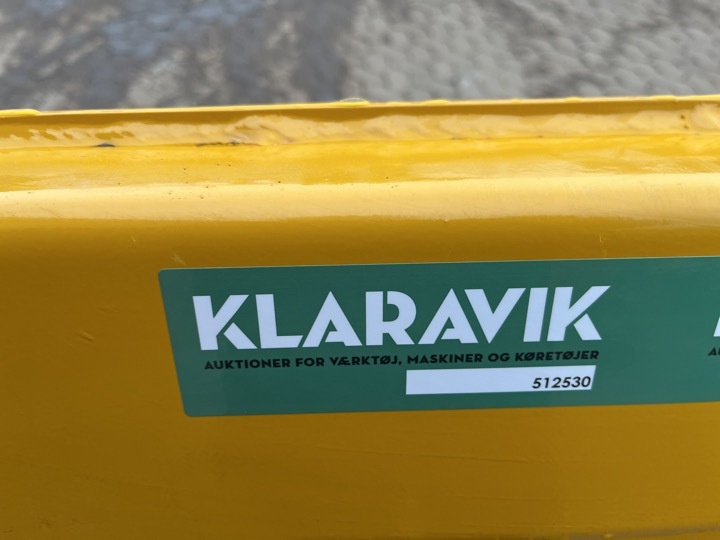 KLARAVIK
AUKTIONER FOR VÆRKTØJ, MASKINER OG KØRETØJER
512530